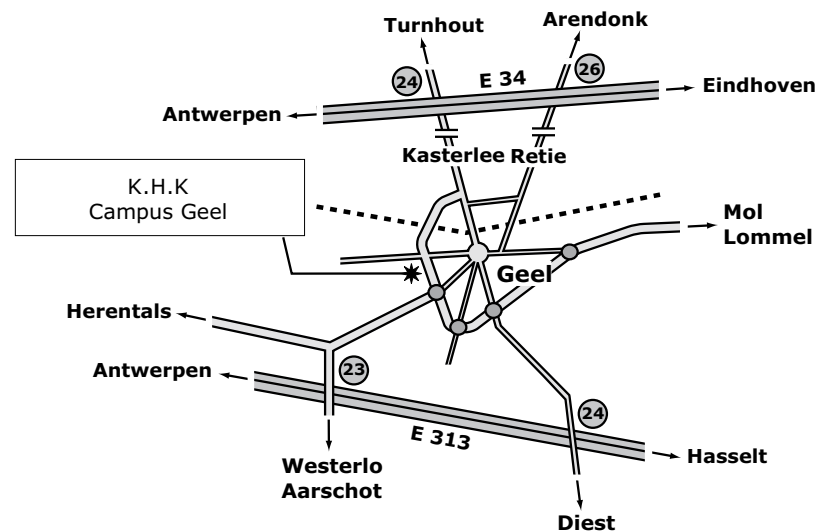 Turnhout
Arendonk
24
E 34
26
Eindhoven
Antwerpen
Kasterlee
Retie
K.H.K
Campus Geel
Mol
Lommel
Geel
Herentals
Antwerpen
23
24
E 313
Hasselt
Westerlo
Aarschot
Diest